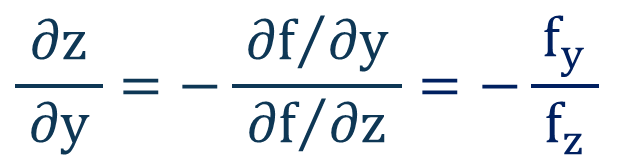 ∂z/∂y = − (∂f/∂y)/(∂f/∂z) = − f_y/f_z